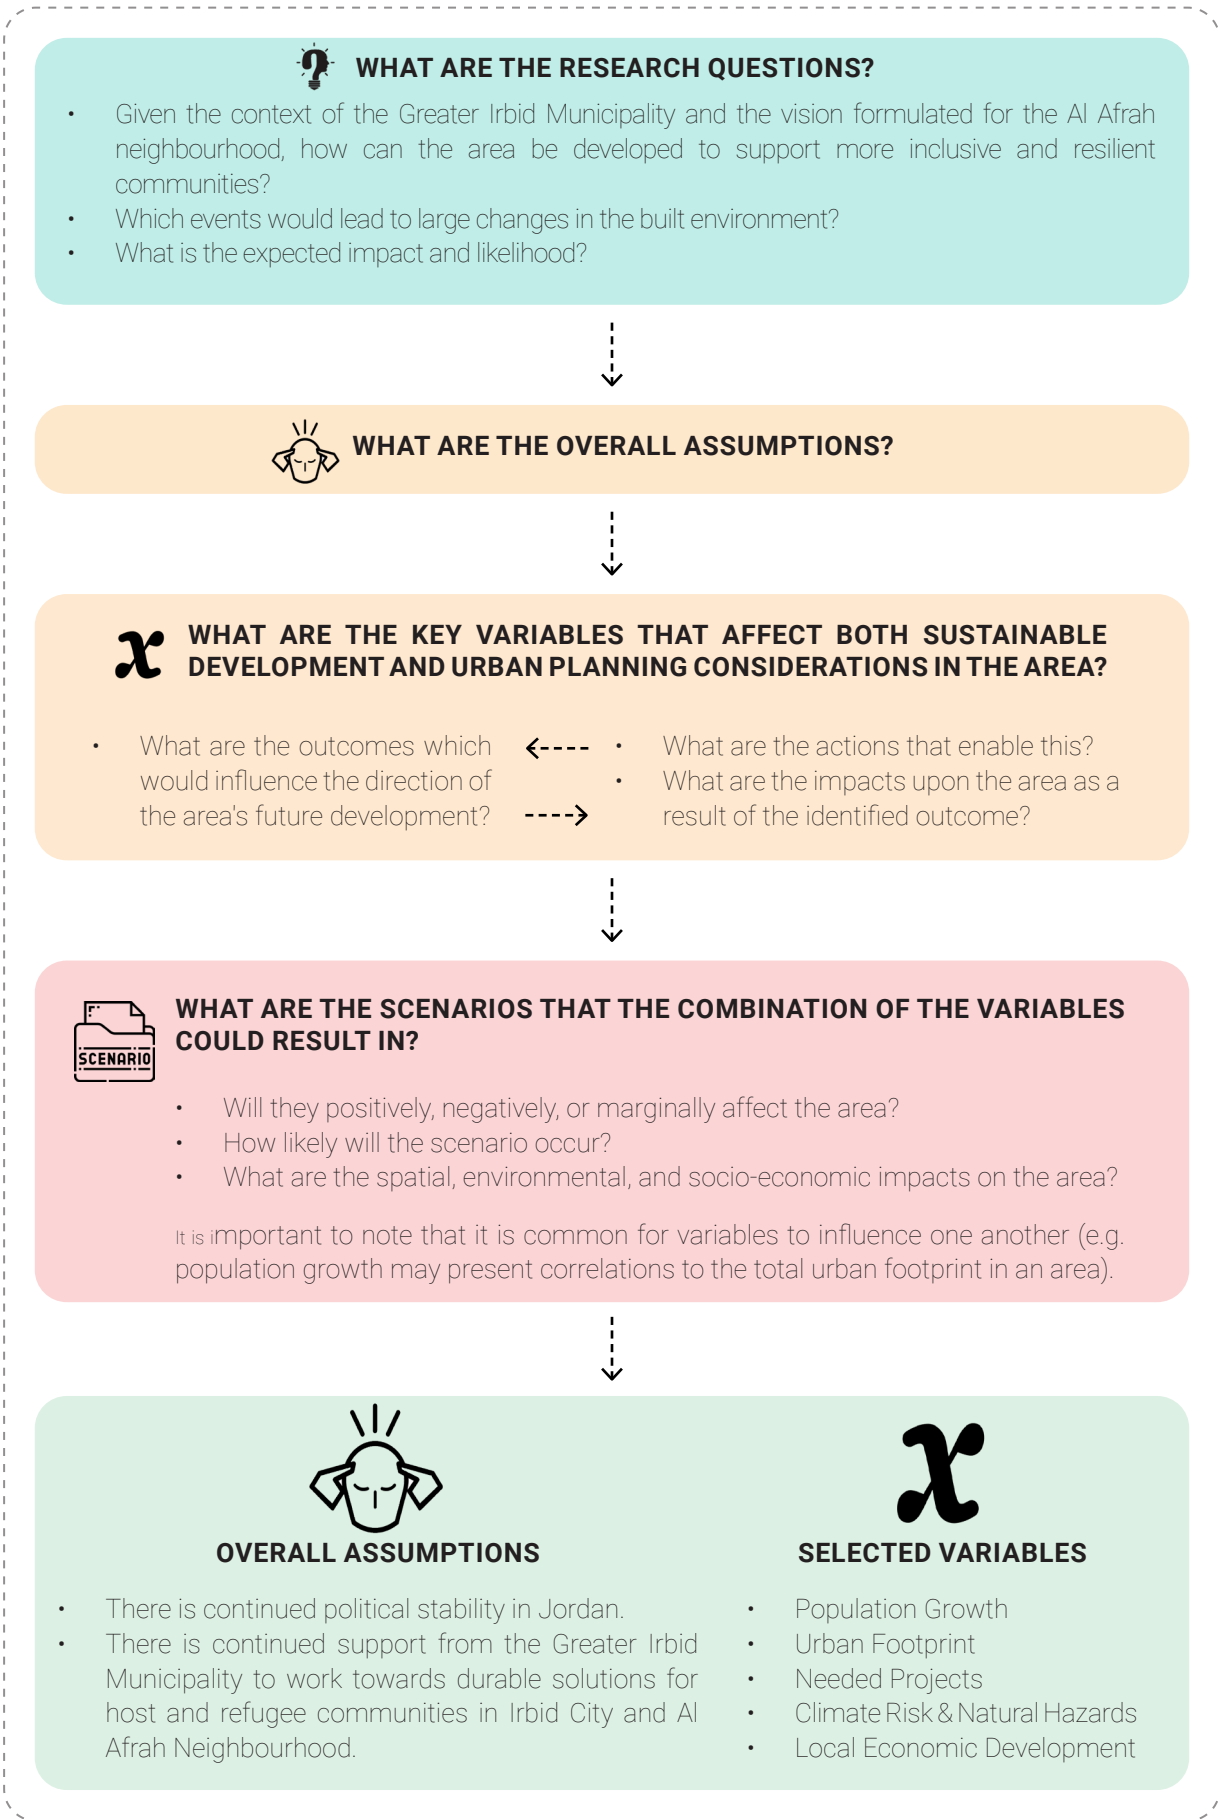 WHAT ARE THE RESEARCH QUESTIONS?
• Given the context of the Greater Irbid Municipality and the vision formulated for the Al Afrah
neighbourhood, how can the area be developed to support more inclusive and resilient
communities?
• Which events would lead to large changes in the built environment?
• What is the expected impact and likelihood?
WHAT ARE THE OVERALL ASSUMPTIONS?
WHAT ARE THE KEY VARIABLES THAT AFFECT BOTH SUSTAINABLE
DEVELOPMENT AND URBAN PLANNING CONSIDERATIONS IN THE AREA?
• What are the outcomes which
would influence the direction of
the area's future development?
• What are the actions that enable this?
• What are the impacts upon the area as a
result of the identified outcome?
SCENARIO
WHAT ARE THE SCENARIOS THAT THE COMBINATION OF THE VARIABLES
COULD RESULT IN?
• Will they positively, negatively, or marginally affect the area?
• How likely will the scenario occur?
• What are the spatial, environmental, and socio-economic impacts on the area?
It is important to note that it is common for variables to influence one another (e.g.
population growth may present correlations to the total urban footprint in an area).
OVERALL ASSUMPTIONS
• There is continued political stability in Jordan.
• There is continued support from the Greater Irbid
Municipality to work towards durable solutions for
host and refugee communities in Irbid City and Al
Afrah Neighbourhood.
SELECTED VARIABLES
• Population Growth
• Urban Footprint
• Needed Projects
• Climate Risk & Natural Hazards
• Local Economic Development